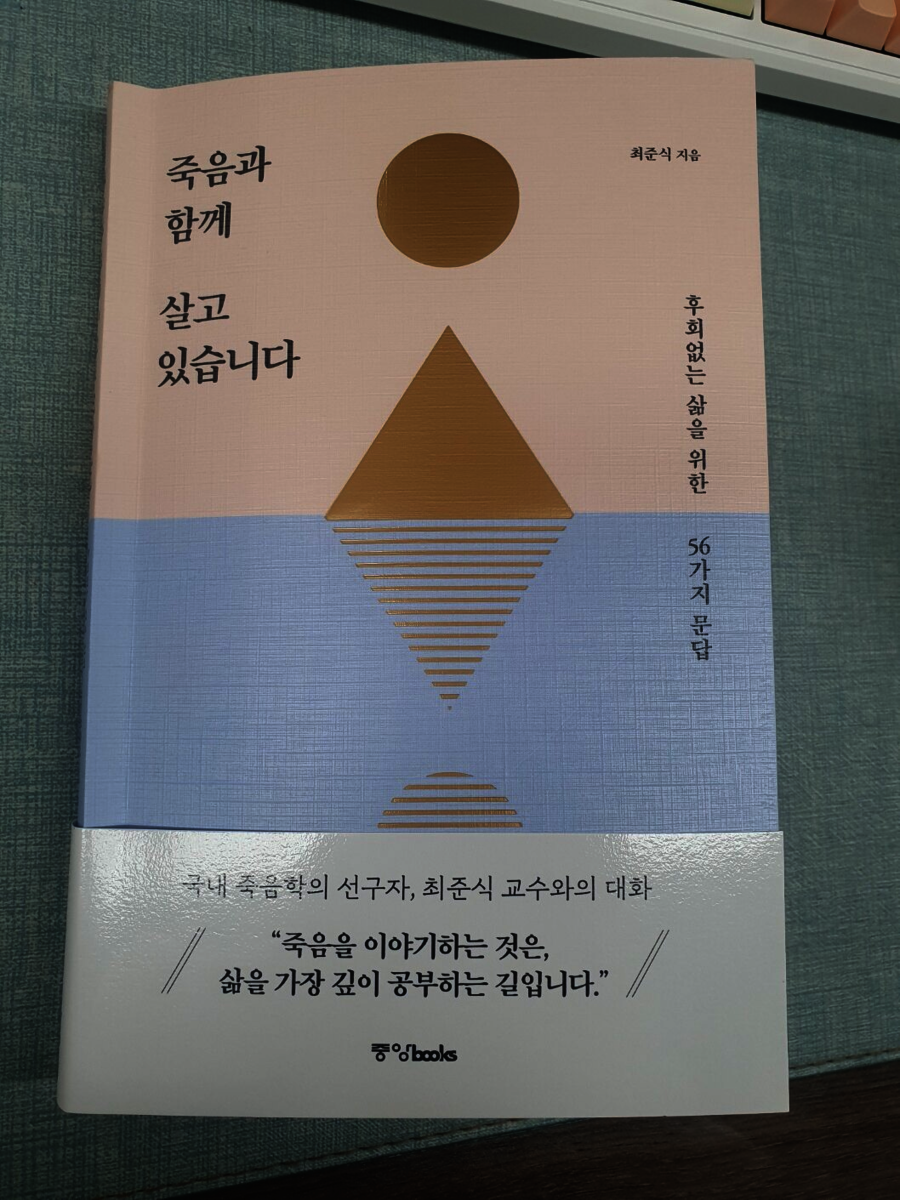 죽음과
함께
살고
있습니다
최준식 지음
후회없는 삶을 위한 56가지 문답
국내 죽음학의 선구자, 최준식 교수와의 대화
“죽음을 이야기하는 것은,
삶을 가장 깊이 공부하는 길입니다.”
중앙books